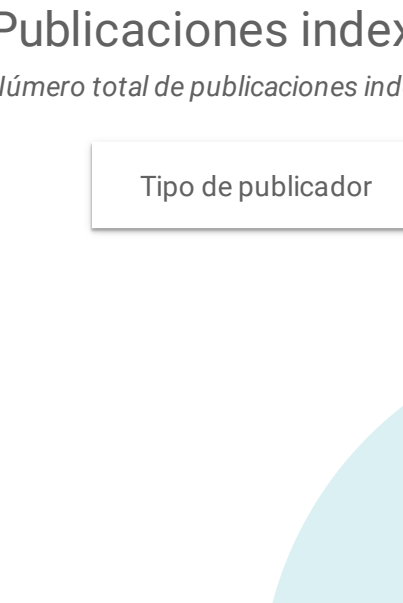 Publicaciones index
Número total de publicaciones ind
Tipo de publicador